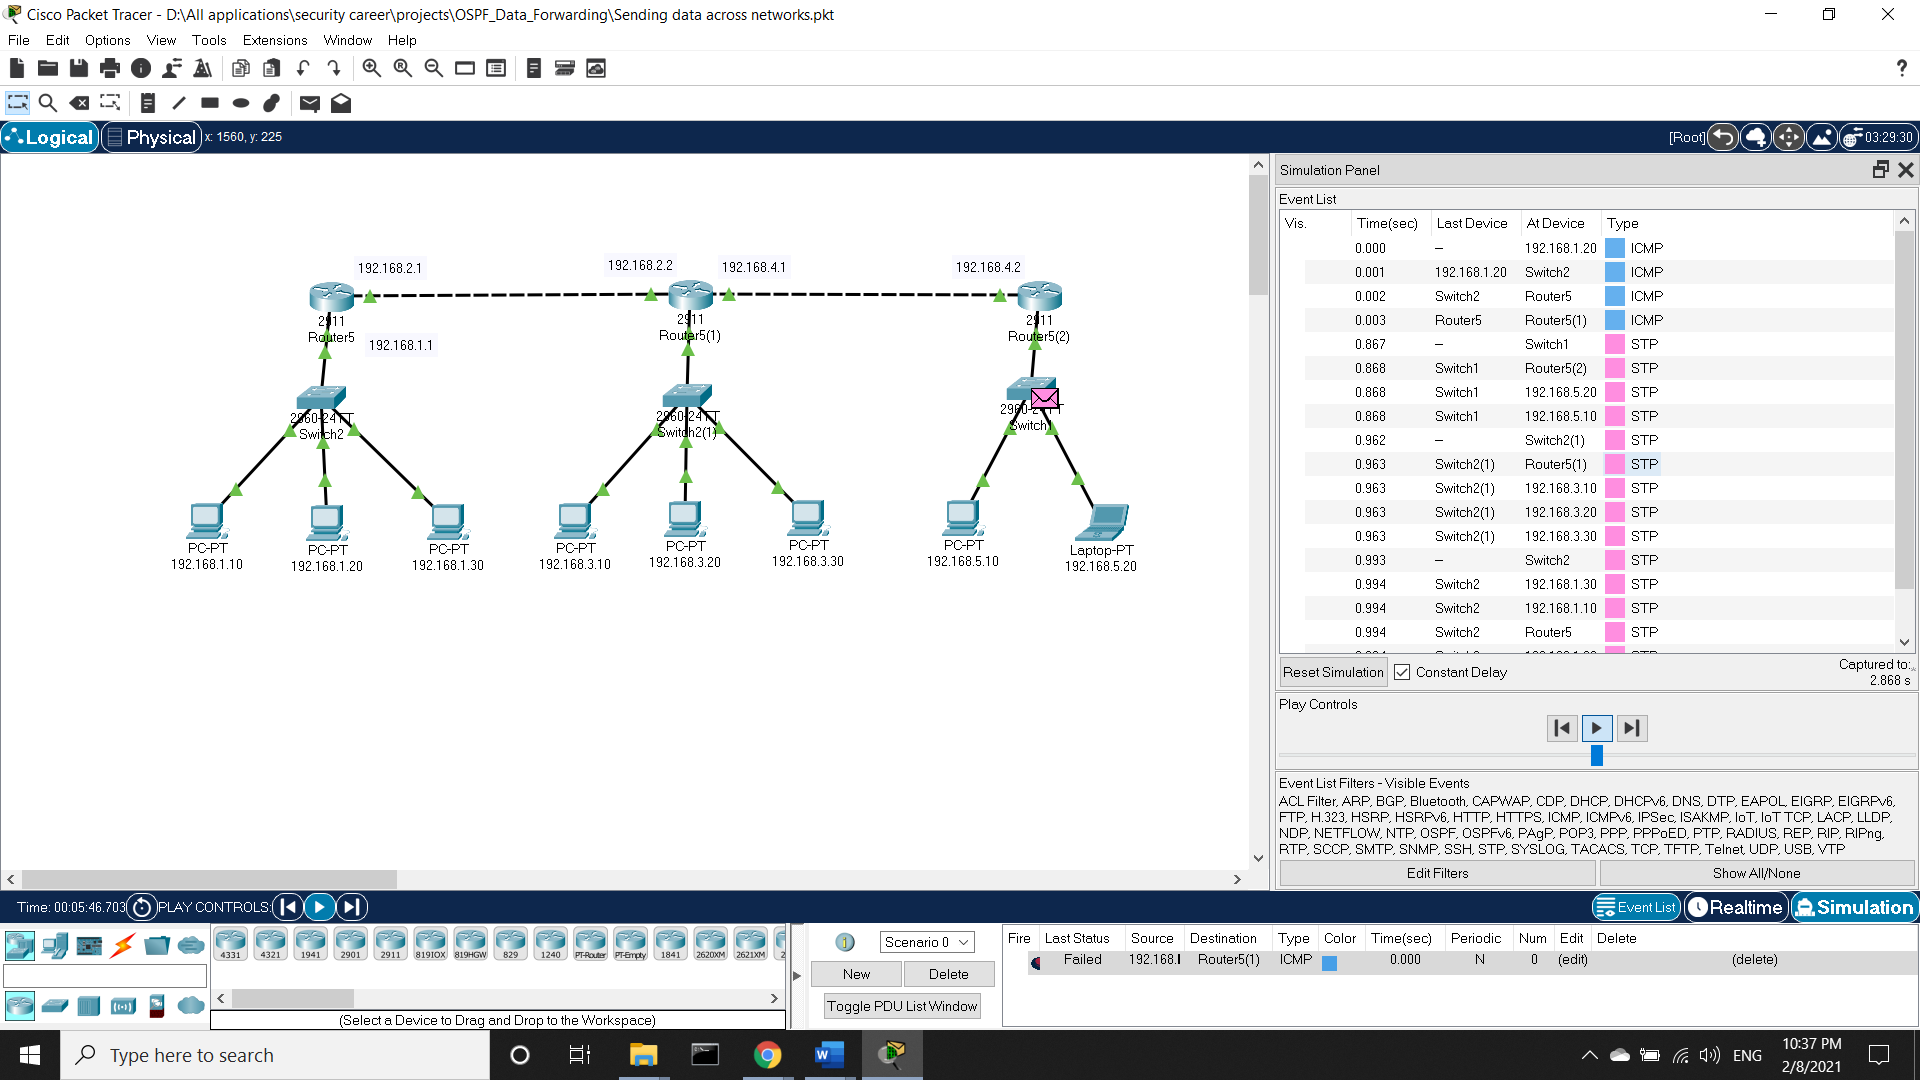 Cisco Packet Tracer - D:\All applications\security career\projects\OSPF_Data_Forwarding\Sending data across networks.pkt
File Edit Options View Tools Extensions Window Help
?
Logical Physical x: 1560, y: 225
[Root] 03:29:30
192.168.2.1
192.168.2.2
192.168.4.1
192.168.4.2
2911
Router5
192.168.1.1
2911
Router5(1)
2911
Router5(2)
2960-24TT
Switch2
2960-24TT
Switch2(1)
2960-24TT
Switch1
PC-PT
192.168.1.10
PC-PT
192.168.1.20
PC-PT
192.168.1.30
PC-PT
192.168.3.10
PC-PT
192.168.3.20
PC-PT
192.168.3.30
PC-PT
192.168.5.10
Laptop-PT
192.168.5.20
Simulation Panel
Event List
Vis. Time(sec) Last Device At Device Type
0.000 -- 192.168.1.20 ICMP
0.001 192.168.1.20 Switch2 ICMP
0.002 Switch2 Router5 ICMP
0.003 Router5 Router5(1) ICMP
0.867 -- Switch1 STP
0.868 Switch1 Router5(2) STP
0.868 Switch1 192.168.5.20 STP
0.868 Switch1 192.168.5.10 STP
0.962 -- Switch2(1) STP
0.963 Switch2(1) Router5(1) STP
0.963 Switch2(1) 192.168.3.10 STP
0.963 Switch2(1) 192.168.3.20 STP
0.963 Switch2(1) 192.168.3.30 STP
0.993 -- Switch2 STP
0.994 Switch2 192.168.1.30 STP
0.994 Switch2 192.168.1.10 STP
0.994 Switch2 Router5 STP
Reset Simulation Constant Delay Captured to:
2.868 s
Play Controls
Event List Filters - Visible Events
ACL Filter, ARP, BGP, Bluetooth, CAPWAP, CDP, DHCP, DHCPv6, DNS, DTP, EAPOL, EIGRP, EIGRPv6,
FTP, H.323, HSRP, HSRPv6, HTTP, HTTPS, ICMP, ICMPv6, IPSec, ISAKMP, IoT, IoT TCP, LACP, LLDP,
NDP, NETFLOW, NTP, OSPF, OSPFv6, PAgP, POP3, PPP, PPPoED, PTP, RADIUS, REP, RIP, RIPng,
RTP, SCCP, SMTP, SNMP, SSH, STP, SYSLOG, TACACS, TCP, TFTP, Telnet, UDP, USB, VTP
Edit Filters Show All/None
Time: 00:05:46.703 PLAY CONTROLS:
Event List Realtime Simulation
4331 4321 1941 2901 2911 819IOX 819HGW 829 1240 PT-Router PT-Empty 1841 2620XM 2621XM 2
(Select a Device to Drag and Drop to the Workspace)
Scenario 0
New Delete
Toggle PDU List Window
Fire Last Status Source Destination Type Color Time(sec) Periodic Num Edit Delete
Failed 192.168.l Router5(1) ICMP 0.000 N 0 (edit) (delete)
Type here to search
ENG
10:37 PM
2/8/2021